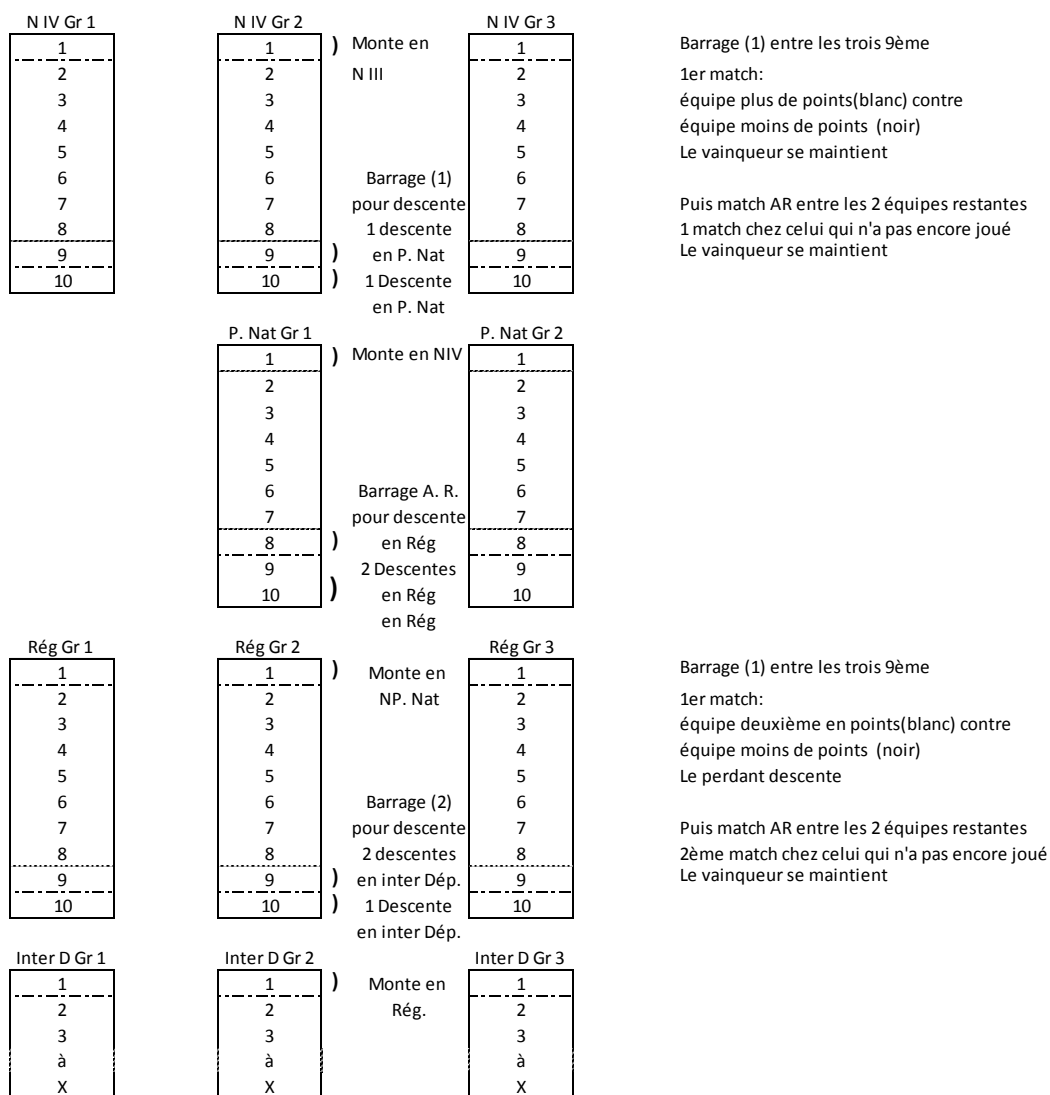 N IV Gr 1 N IV Gr 2 N IV Gr 3
1 1 ) Monte en 1 Barrage (1) entre les trois 9ème
2 2 N III 2 1er match:
3 3 3 équipe plus de points(blanc) contre
4 4 4 équipe moins de points (noir)
5 5 5 Le vainqueur se maintient
6 6 Barrage (1) 6
7 7 pour descente 7 Puis match AR entre les 2 équipes restantes
8 8 1 descente 8 1 match chez celui qui n'a pas encore joué
9 9 ) en P. Nat 9 Le vainqueur se maintient
10 10 ) 1 Descente 10
en P. Nat
P. Nat Gr 1 P. Nat Gr 2
1 ) Monte en NIV 1
2 2
3 3
4 4
5 5
6 Barrage A. R. 6
7 pour descente 7
8 ) en Rég 8
9 2 Descentes 9
10 ) en Rég 10
en Rég
Rég Gr 1 Rég Gr 2 Rég Gr 3
1 1 ) Monte en 1 Barrage (1) entre les trois 9ème
2 2 NP. Nat 2 1er match:
3 3 3 équipe deuxième en points(blanc) contre
4 4 4 équipe moins de points (noir)
5 5 5 Le perdant descente
6 6 Barrage (2) 6
7 7 pour descente 7 Puis match AR entre les 2 équipes restantes
8 8 2 descentes 8 2ème match chez celui qui n'a pas encore joué
9 9 ) en inter Dép. 9 Le vainqueur se maintient
10 10 ) 1 Descente 10
en inter Dép.
Inter D Gr 1 Inter D Gr 2 Inter D Gr 3
1 1 ) Monte en 1
2 2 Rég. 2
3 3 3
à à à
X X X